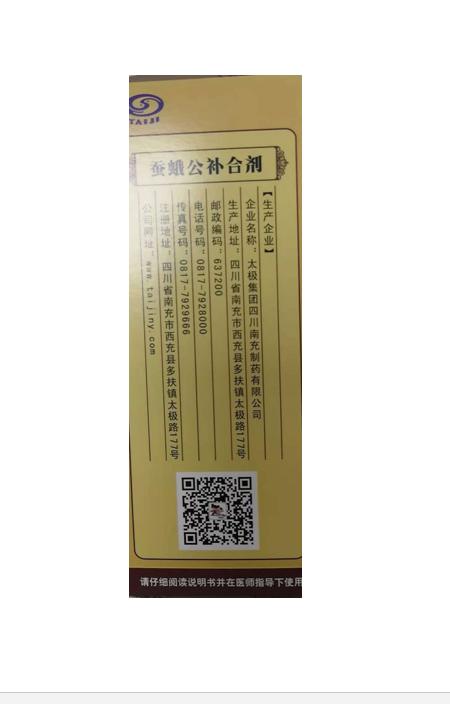 TAIJI
蚕蛾公补合剂
【生产企业】
企业名称：太极集团四川南充制药有限公司
生产地址：四川省南充市西充县多扶镇太极路177号
邮政编码：637200
电话号码：0817-7928000
传真号码：0817-7929666
注册地址：四川省南充市西充县多扶镇太极路177号
公司网址：www.taijiny.com
请仔细阅读说明书并在医师指导下使用